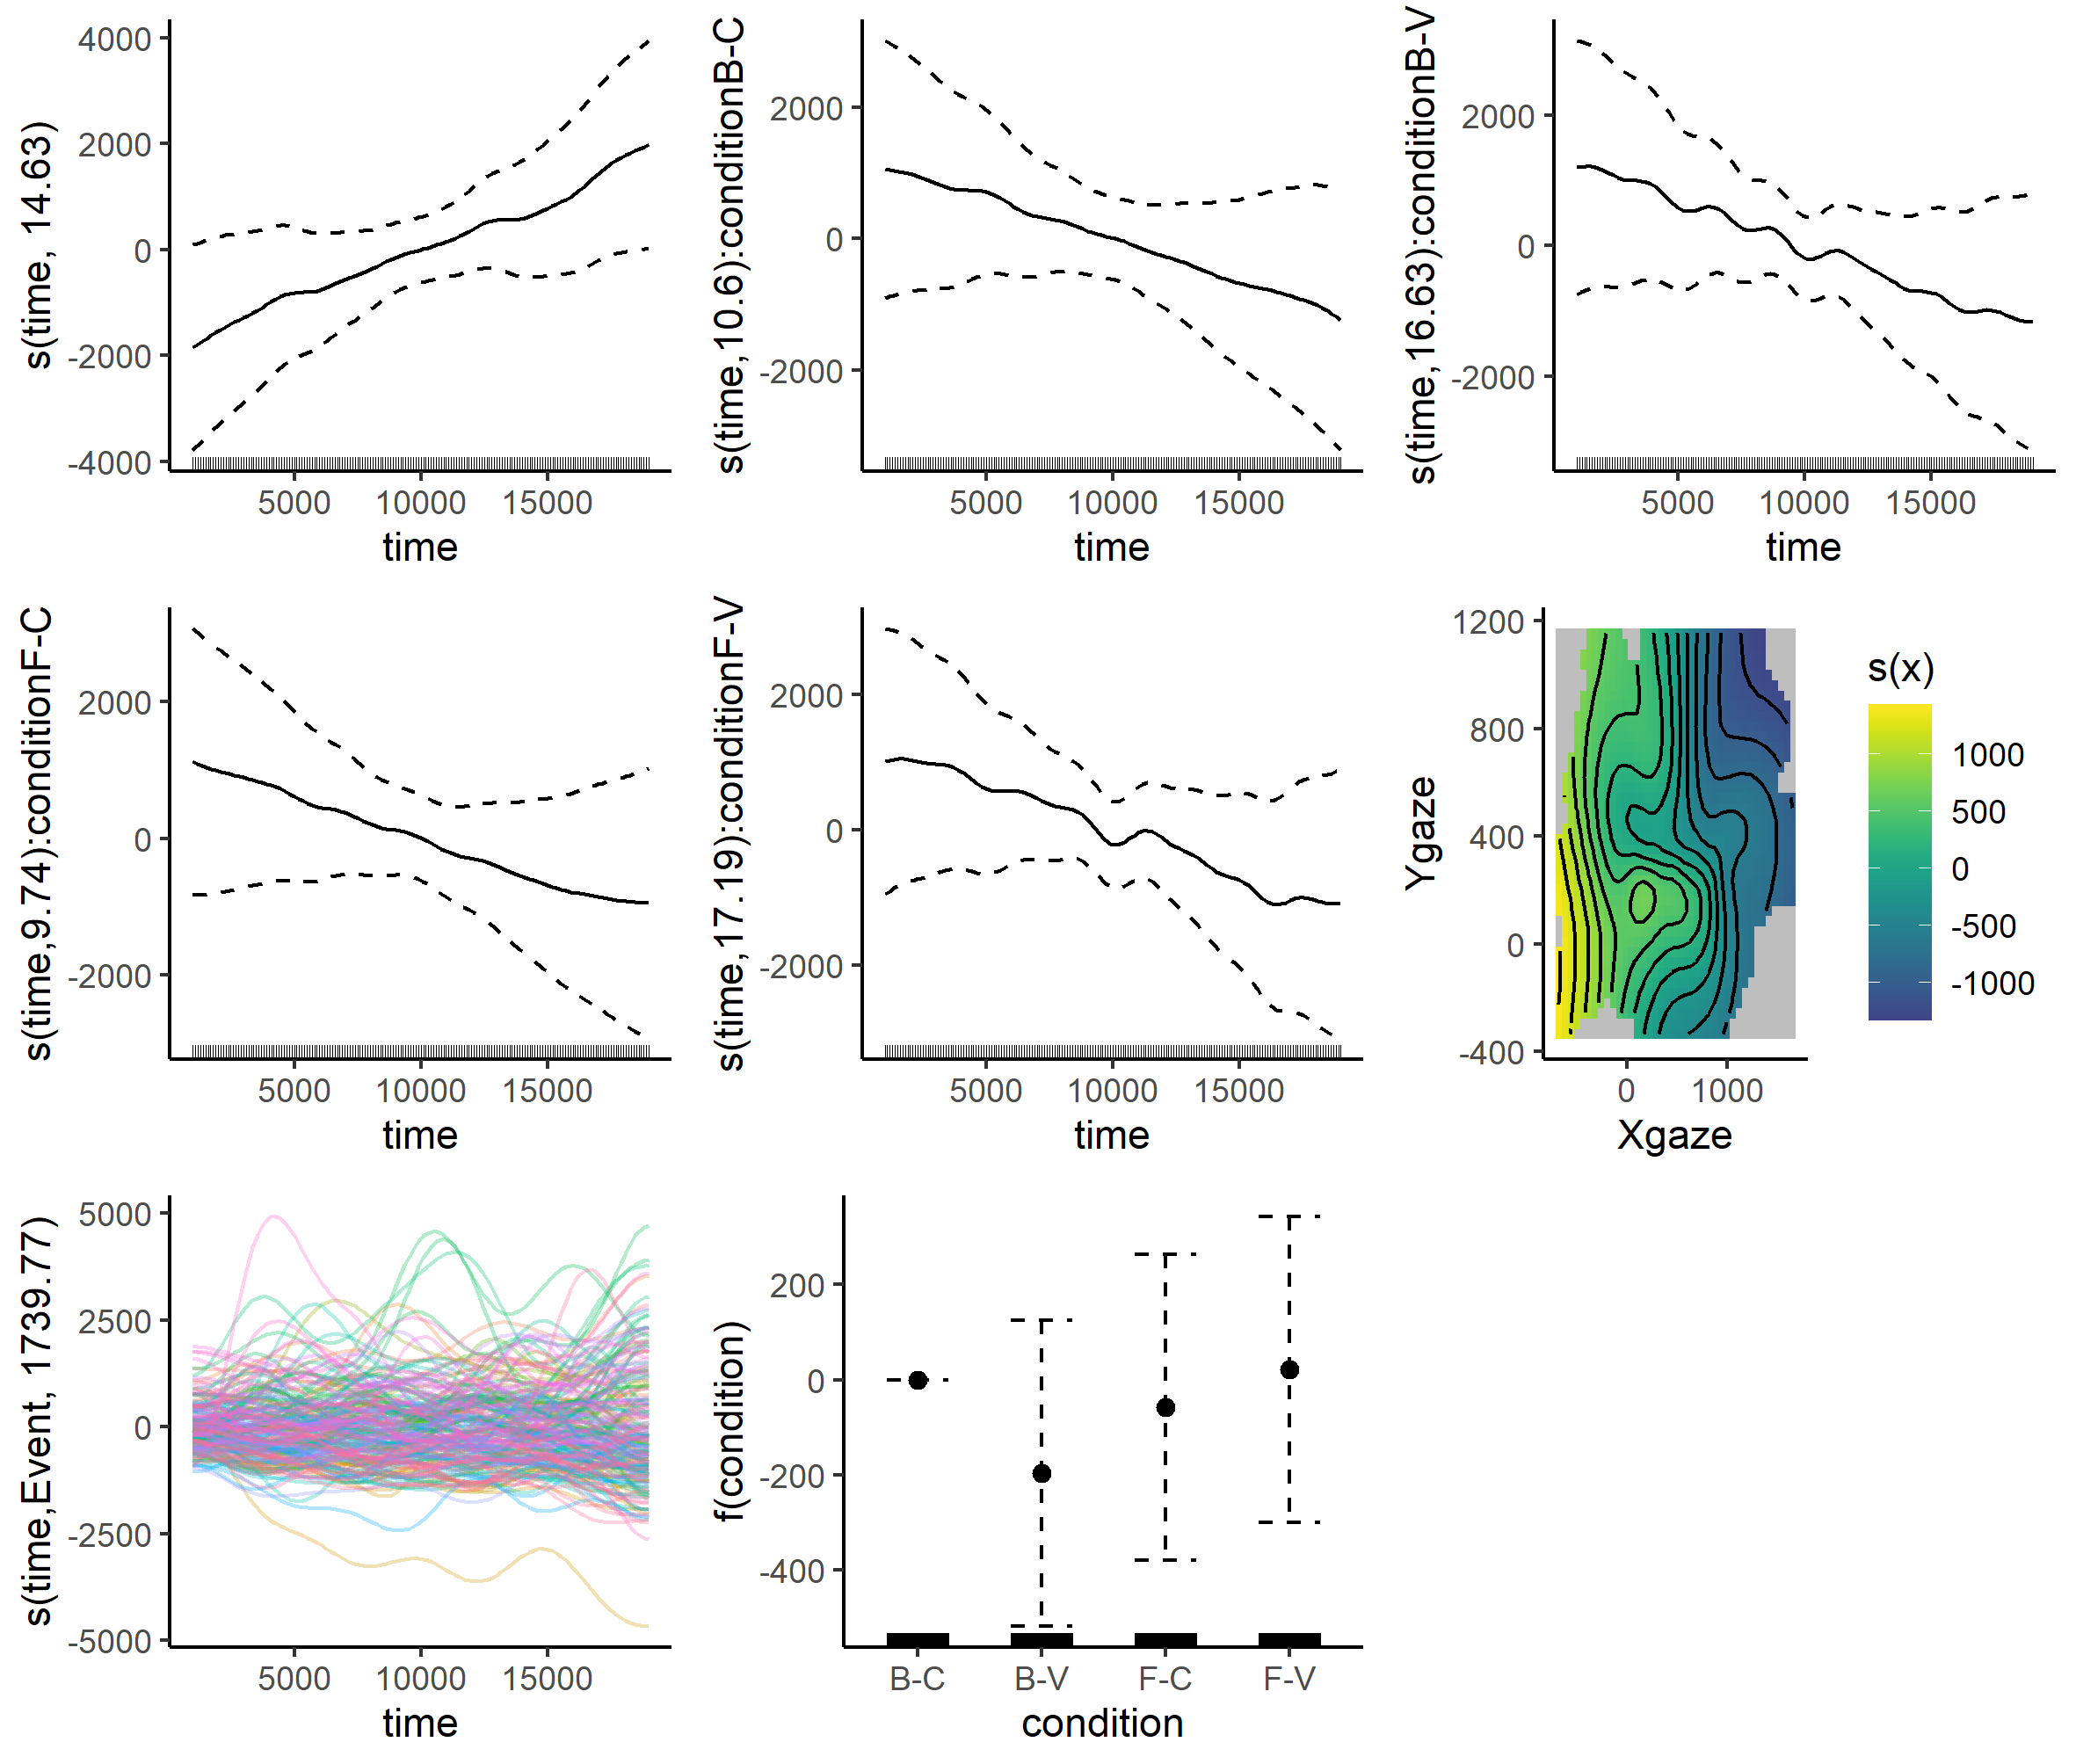 s(time, 14.63)
4000
2000
0
-2000
-4000
5000 10000 15000
time
s(time,10.6):conditionB-C
2000
0
-2000
5000 10000 15000
time
s(time,16.63):conditionB-V
2000
0
-2000
5000 10000 15000
time
s(time,9.74):conditionF-C
2000
0
-2000
5000 10000 15000
time
s(time,17.19):conditionF-V
2000
0
-2000
5000 10000 15000
time
Ygaze
1200
800
400
0
-400
0 1000
Xgaze
s(x)
1000
500
0
-500
-1000
s(time,Event, 1739.77)
5000
2500
0
-2500
-5000
5000 10000 15000
time
f(condition)
200
0
-200
-400
B-C B-V F-C F-V
condition